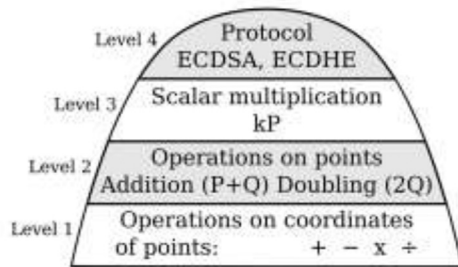 Level 4
Protocol
ECDSA, ECDHE
Level 3
Scalar multiplication
kP
Level 2
Operations on points
Addition (P+Q) Doubling (2Q)
Level 1
Operations on coordinates
of points: + − x ÷